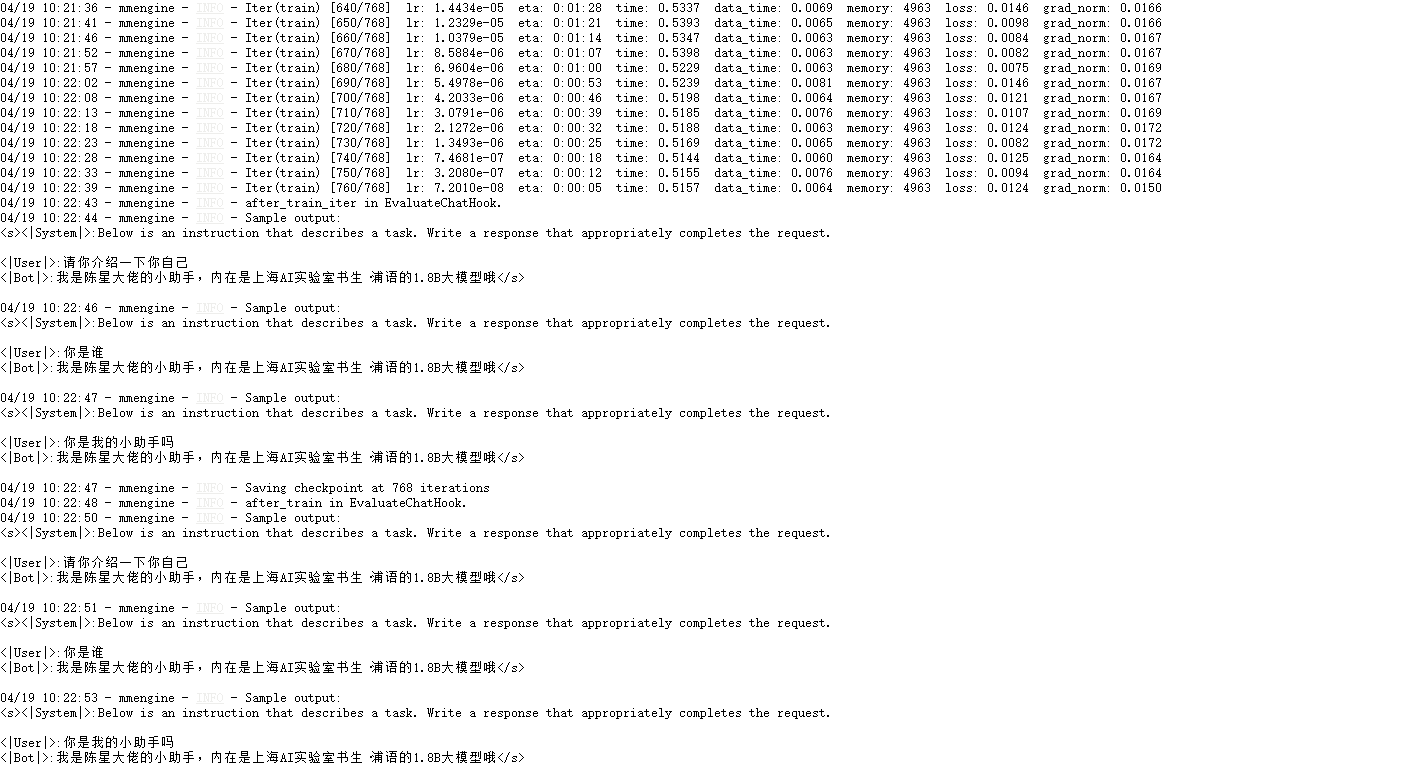 04/19 10:21:36 - mmengine - INFO - Iter(train) [640/768] lr: 1.4434e-05 eta: 0:01:28 time: 0.5337 data_time: 0.0069 memory: 4963 loss: 0.0146 grad_norm: 0.0166
04/19 10:21:41 - mmengine - INFO - Iter(train) [650/768] lr: 1.2329e-05 eta: 0:01:21 time: 0.5393 data_time: 0.0065 memory: 4963 loss: 0.0098 grad_norm: 0.0166
04/19 10:21:46 - mmengine - INFO - Iter(train) [660/768] lr: 1.0379e-05 eta: 0:01:14 time: 0.5347 data_time: 0.0063 memory: 4963 loss: 0.0084 grad_norm: 0.0167
04/19 10:21:52 - mmengine - INFO - Iter(train) [670/768] lr: 8.5884e-06 eta: 0:01:07 time: 0.5398 data_time: 0.0063 memory: 4963 loss: 0.0082 grad_norm: 0.0167
04/19 10:21:57 - mmengine - INFO - Iter(train) [680/768] lr: 6.9604e-06 eta: 0:01:00 time: 0.5229 data_time: 0.0063 memory: 4963 loss: 0.0075 grad_norm: 0.0169
04/19 10:22:02 - mmengine - INFO - Iter(train) [690/768] lr: 5.4978e-06 eta: 0:00:53 time: 0.5239 data_time: 0.0081 memory: 4963 loss: 0.0146 grad_norm: 0.0167
04/19 10:22:08 - mmengine - INFO - Iter(train) [700/768] lr: 4.2033e-06 eta: 0:00:46 time: 0.5198 data_time: 0.0064 memory: 4963 loss: 0.0121 grad_norm: 0.0167
04/19 10:22:13 - mmengine - INFO - Iter(train) [710/768] lr: 3.0791e-06 eta: 0:00:39 time: 0.5185 data_time: 0.0076 memory: 4963 loss: 0.0107 grad_norm: 0.0169
04/19 10:22:18 - mmengine - INFO - Iter(train) [720/768] lr: 2.1272e-06 eta: 0:00:32 time: 0.5188 data_time: 0.0063 memory: 4963 loss: 0.0124 grad_norm: 0.0172
04/19 10:22:23 - mmengine - INFO - Iter(train) [730/768] lr: 1.3493e-06 eta: 0:00:25 time: 0.5169 data_time: 0.0065 memory: 4963 loss: 0.0082 grad_norm: 0.0172
04/19 10:22:28 - mmengine - INFO - Iter(train) [740/768] lr: 7.4681e-07 eta: 0:00:18 time: 0.5144 data_time: 0.0060 memory: 4963 loss: 0.0125 grad_norm: 0.0164
04/19 10:22:33 - mmengine - INFO - Iter(train) [750/768] lr: 3.2080e-07 eta: 0:00:12 time: 0.5155 data_time: 0.0076 memory: 4963 loss: 0.0094 grad_norm: 0.0164
04/19 10:22:39 - mmengine - INFO - Iter(train) [760/768] lr: 7.2010e-08 eta: 0:00:05 time: 0.5157 data_time: 0.0064 memory: 4963 loss: 0.0124 grad_norm: 0.0150
04/19 10:22:43 - mmengine - INFO - after_train_iter in EvaluateChatHook.
04/19 10:22:44 - mmengine - INFO - Sample output:
<s><|System|>:Below is an instruction that describes a task. Write a response that appropriately completes the request.
<|User|>:请你介绍一下你自己
<|Bot|>:我是陈星大佬的小助手，内在是上海AI实验室书生·浦语的1.8B大模型哦</s>
04/19 10:22:46 - mmengine - INFO - Sample output:
<s><|System|>:Below is an instruction that describes a task. Write a response that appropriately completes the request.
<|User|>:你是谁
<|Bot|>:我是陈星大佬的小助手，内在是上海AI实验室书生·浦语的1.8B大模型哦</s>
04/19 10:22:47 - mmengine - INFO - Sample output:
<s><|System|>:Below is an instruction that describes a task. Write a response that appropriately completes the request.
<|User|>:你是我的小助手吗
<|Bot|>:我是陈星大佬的小助手，内在是上海AI实验室书生·浦语的1.8B大模型哦</s>
04/19 10:22:47 - mmengine - INFO - Saving checkpoint at 768 iterations
04/19 10:22:48 - mmengine - INFO - after_train in EvaluateChatHook.
04/19 10:22:50 - mmengine - INFO - Sample output:
<s><|System|>:Below is an instruction that describes a task. Write a response that appropriately completes the request.
<|User|>:请你介绍一下你自己
<|Bot|>:我是陈星大佬的小助手，内在是上海AI实验室书生·浦语的1.8B大模型哦</s>
04/19 10:22:51 - mmengine - INFO - Sample output:
<s><|System|>:Below is an instruction that describes a task. Write a response that appropriately completes the request.
<|User|>:你是谁
<|Bot|>:我是陈星大佬的小助手，内在是上海AI实验室书生·浦语的1.8B大模型哦</s>
04/19 10:22:53 - mmengine - INFO - Sample output:
<s><|System|>:Below is an instruction that describes a task. Write a response that appropriately completes the request.
<|User|>:你是我的小助手吗
<|Bot|>:我是陈星大佬的小助手，内在是上海AI实验室书生·浦语的1.8B大模型哦</s>